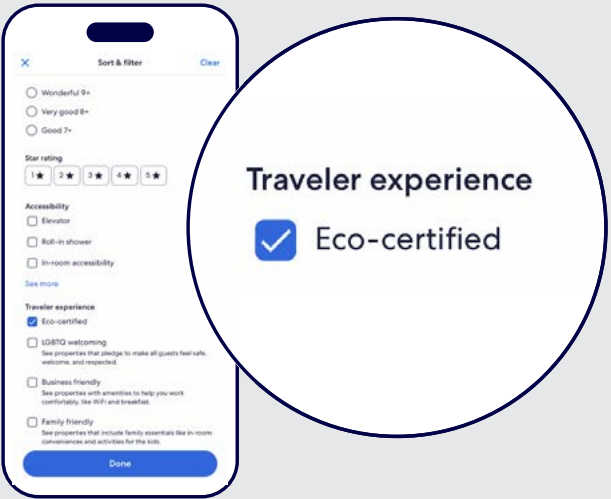 Sort & filter
Clear
Wonderful 9+
Very good 8+
Good 7+
Star rating
1★ 2★ 3★ 4★ 5★
Accessibility
Elevator
Roll-in shower
In-room accessibility
See more
Traveler experience
Eco-certified
LGBTQ welcoming
See properties that pledge to make all guests feel safe,
welcome, and respected.
Business friendly
See properties with amenities to help you work
comfortably, like WiFi and breakfast.
Family friendly
See properties that include family essentials like in-room
conveniences and activities for the kids.
Done
Traveler experience
Eco-certified